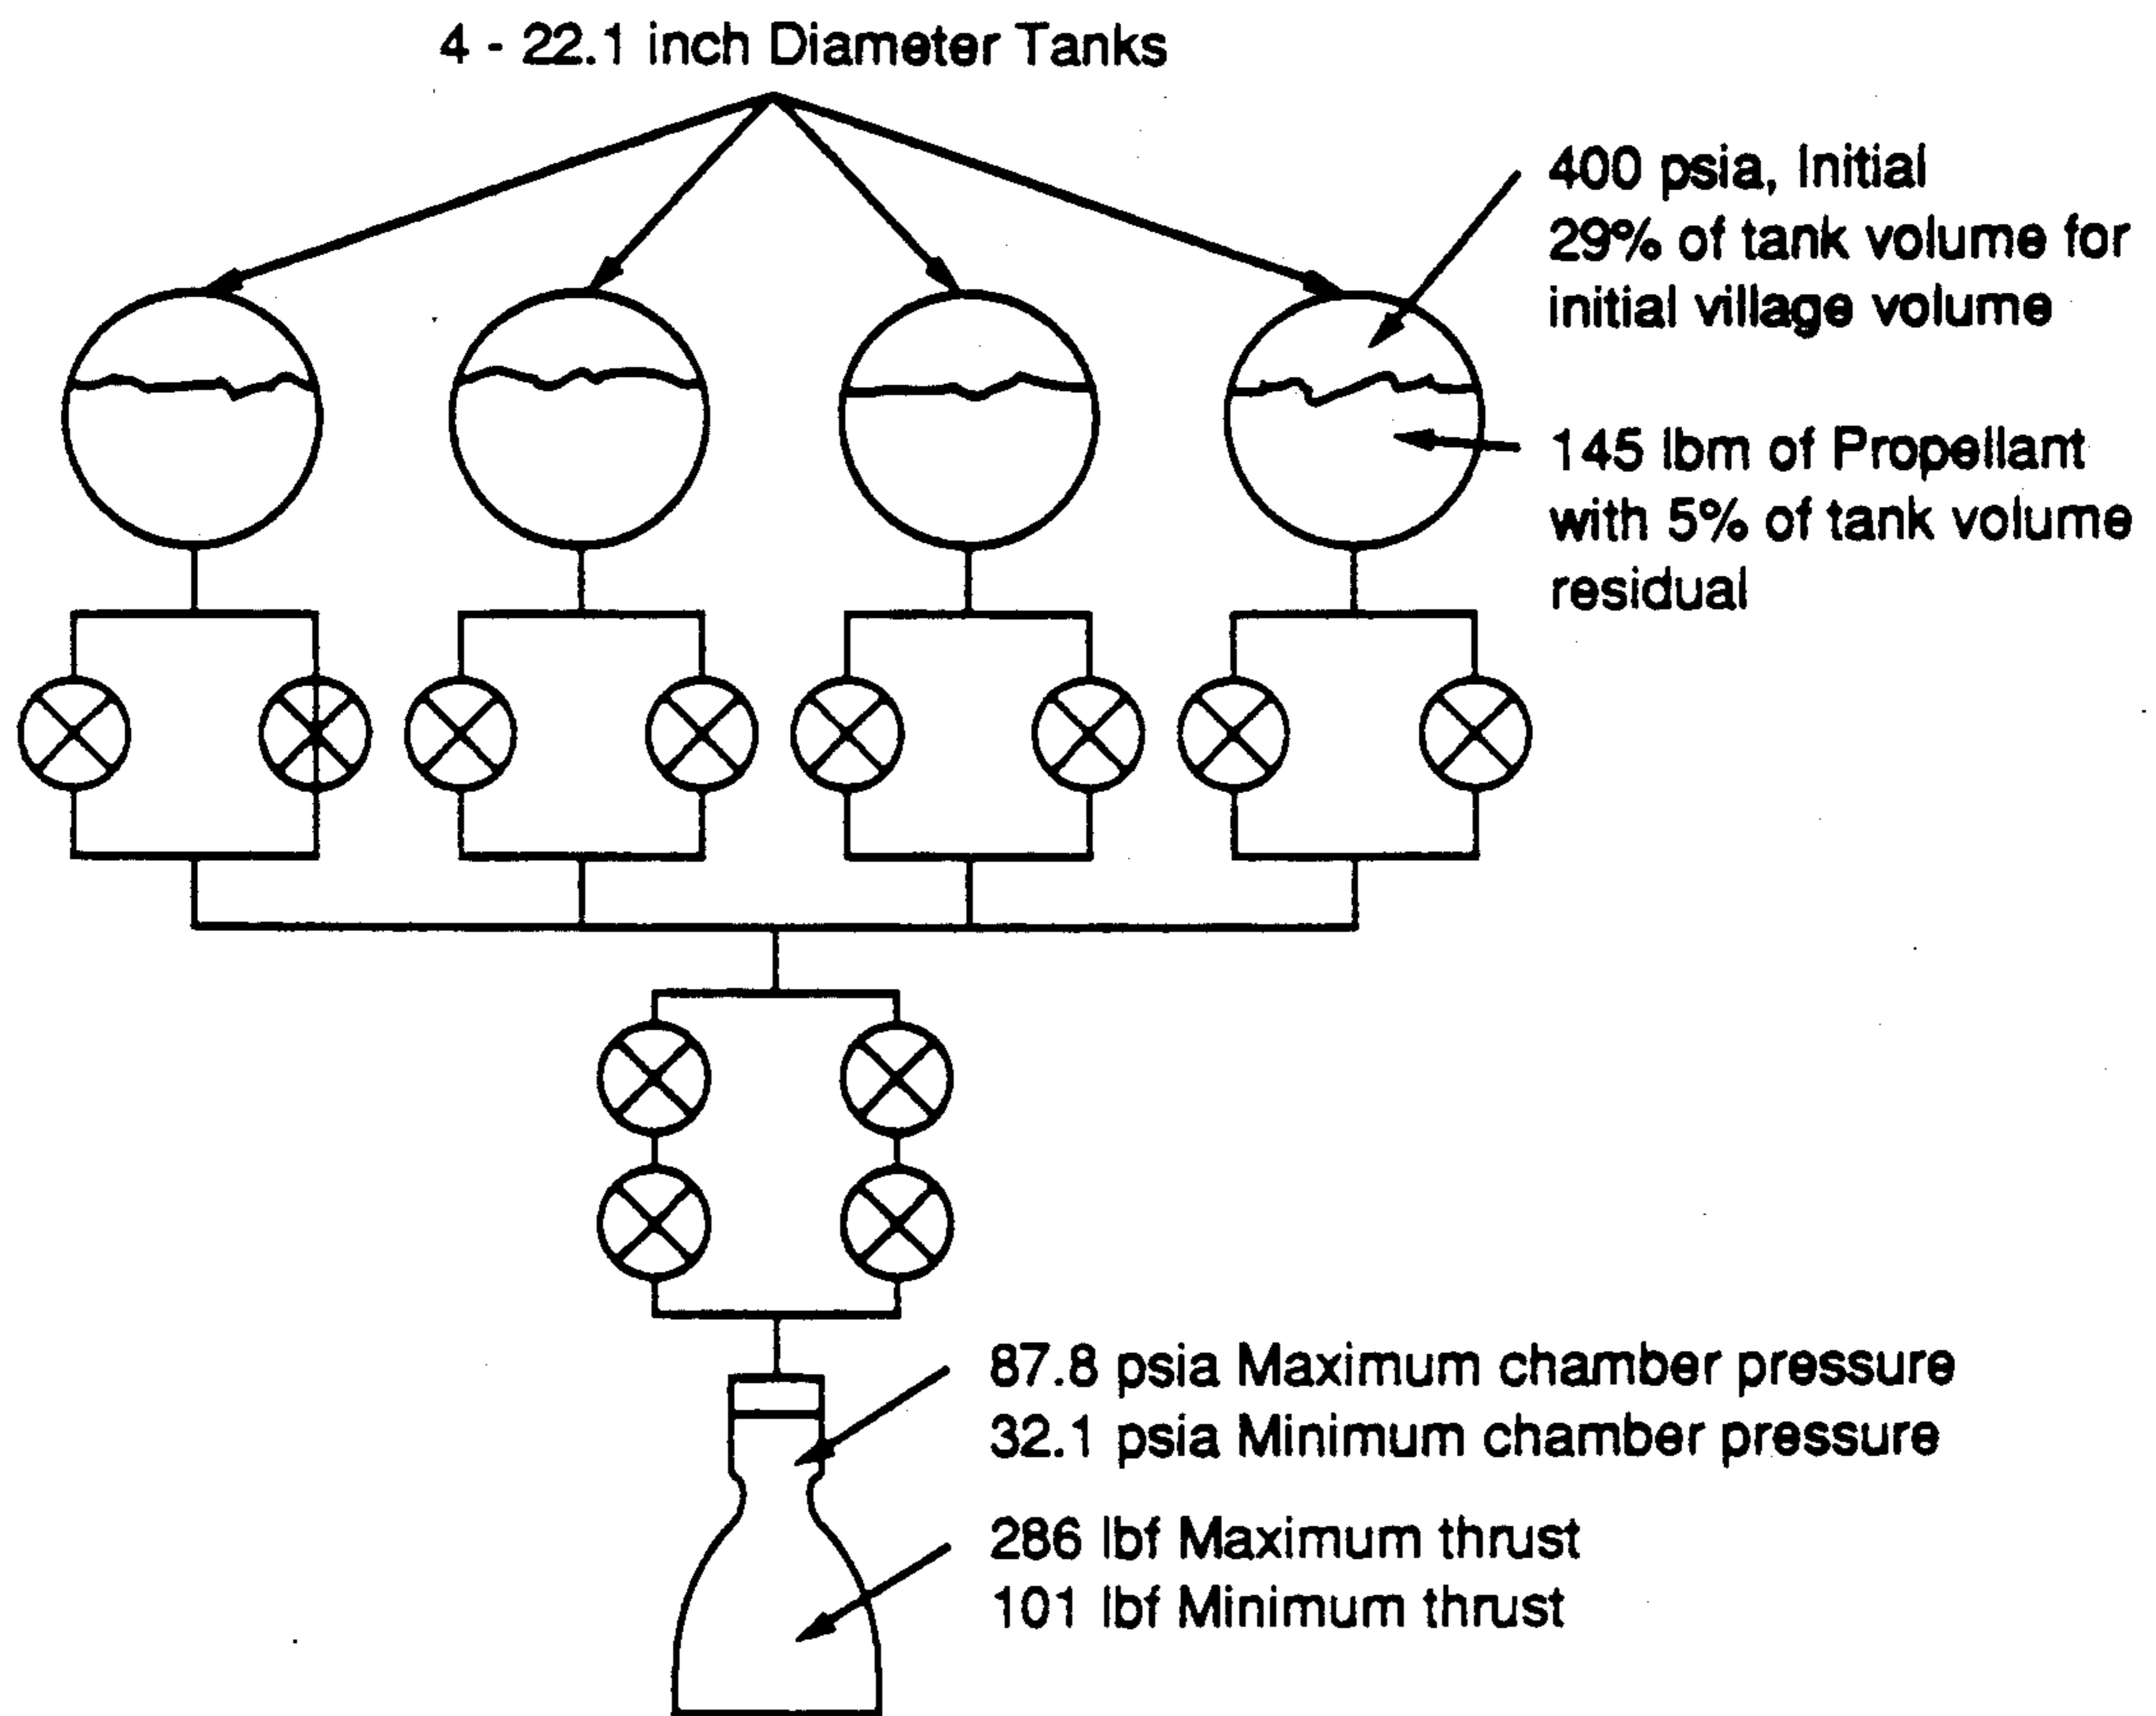 4 - 22.1 inch Diameter Tanks
400 psia, Initial
29% of tank volume for
initial village volume
145 lbm of Propellant
with 5% of tank volume
residual
87.8 psia Maximum chamber pressure
32.1 psia Minimum chamber pressure
286 lbf Maximum thrust
101 lbf Minimum thrust